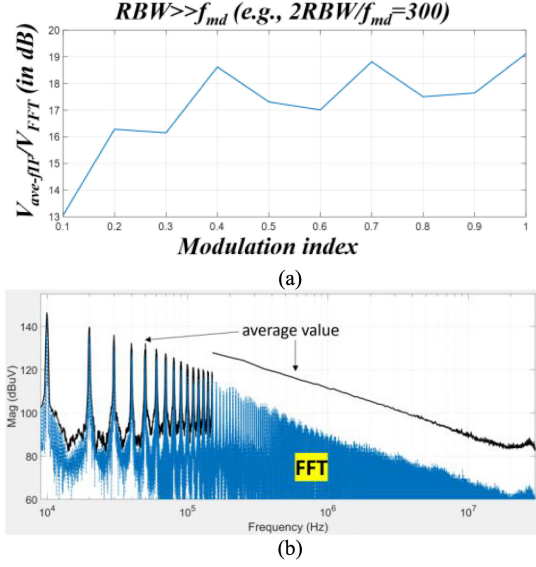 RBW>>f_md (e.g., 2RBW/f_md=300)
V_ave-fIF/V_FFT (in dB)
20
19
18
17
16
15
14
13
0.1 0.2 0.3 0.4 0.5 0.6 0.7 0.8 0.9 1
Modulation index
(a)
average value
Mag (dBuV)
140
120
100
80
60
FFT
10^4 10^5 10^6 10^7
Frequency (Hz)
(b)